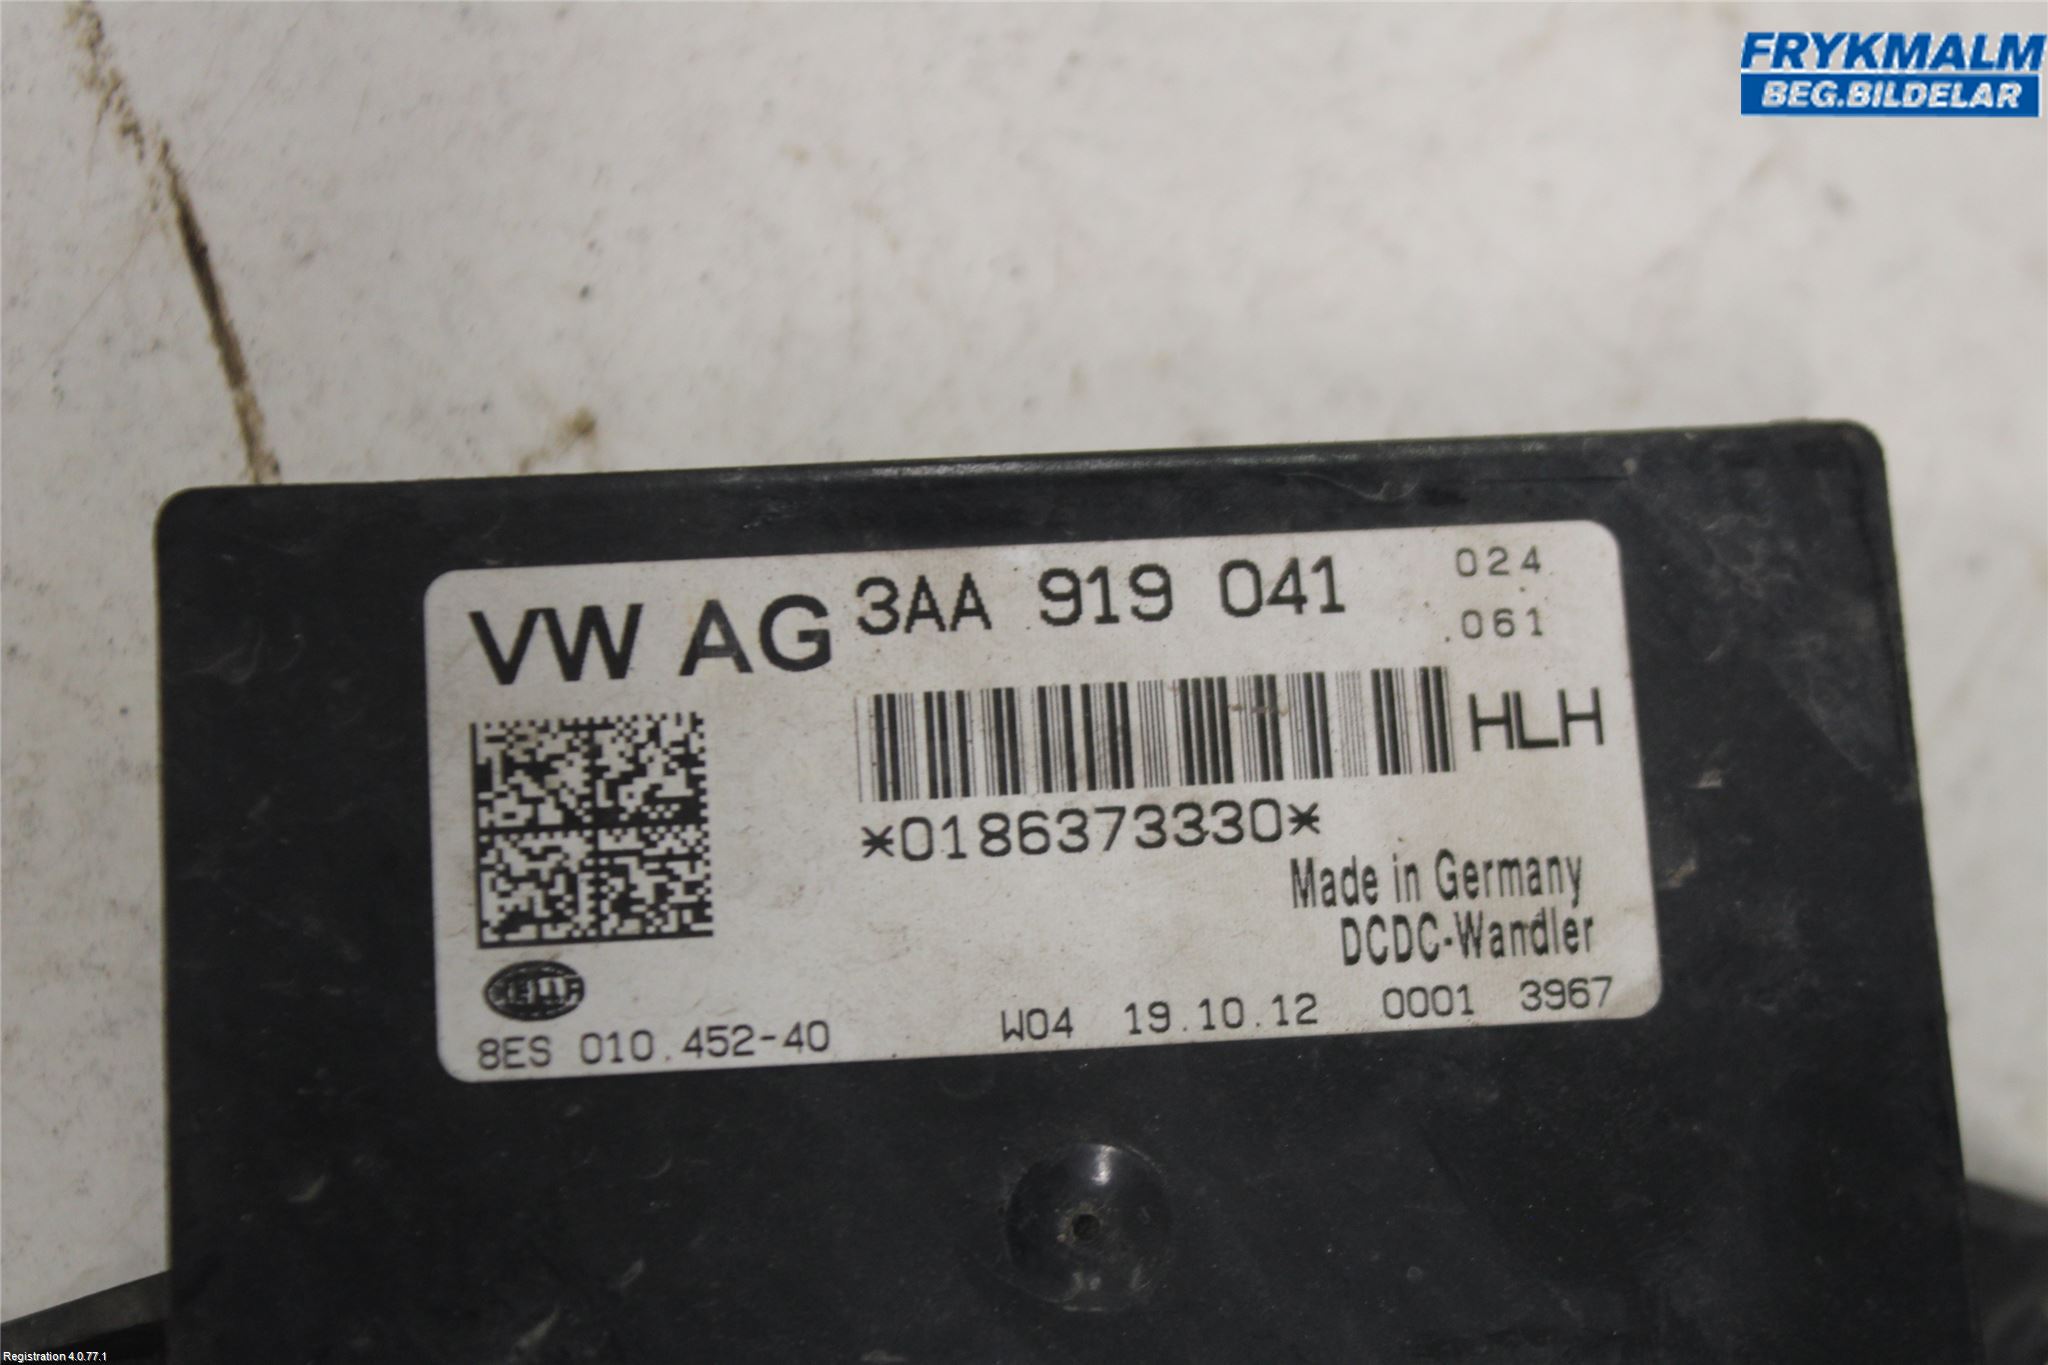 FRYKMALM
BEG.BILDELAR
VW AG 3AA 919 041 024
.061
HLH
*0186373330*
Made in Germany
DCDC-Wandler
HELLA
8ES 010.452-40 W04 19.10.12 0001 3967
Registration 4.0.77.1